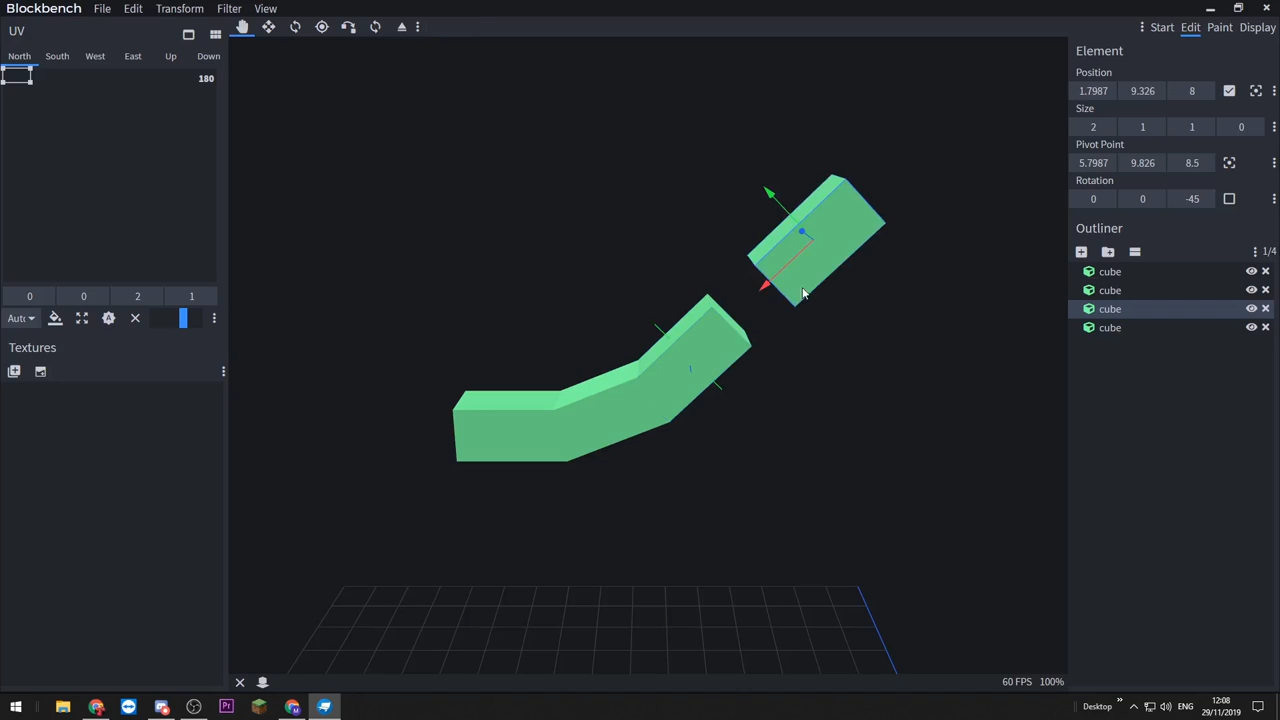 Blockbench File Edit Transform Filter View
UV
Start Edit Paint Display
North South West East Up Down
180
Element
Position
1.7987 9.326 8
Size
2 1 1 0
Pivot Point
5.7987 9.826 8.5
Rotation
0 0 -45
Outliner
1/4
cube
cube
cube
cube
0 0 2 1
Auto
Textures
60 FPS 100%
Desktop
ENG
12:08
29/11/2019